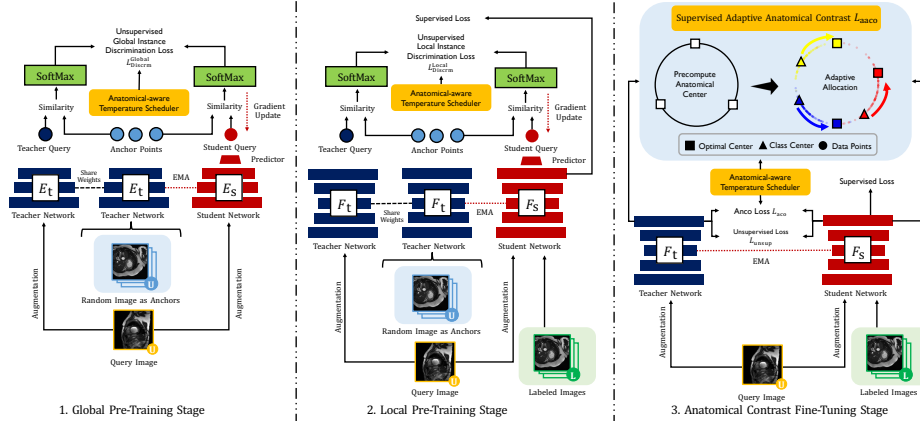 Unsupervised
Global Instance
Discrimination Loss
L^Global_Discrm
SoftMax
SoftMax
Similarity
Anatomical-aware
Temperature Scheduler
Similarity
Gradient
Update
Teacher Query
Anchor Points
Student Query
Predictor
E_t
Share
Weights
E_t
EMA
E_s
Teacher Network
Teacher Network
Student Network
Augmentation
U
Random Image as Anchors
Augmentation
U
Query Image
1. Global Pre-Training Stage
Supervised Loss
Unsupervised
Local Instance
Discrimination Loss
L^Local_Discrm
SoftMax
SoftMax
Similarity
Anatomical-aware
Temperature Scheduler
Similarity
Gradient
Update
Teacher Query
Anchor Points
Student Query
Predictor
F_t
Share
Weights
F_t
EMA
F_s
Teacher Network
Teacher Network
Student Network
Augmentation
U
Random Image as Anchors
Augmentation
U
Query Image
L
Labeled Images
2. Local Pre-Training Stage
Supervised Adaptive Anatomical Contrast L_aaco
Precompute
Anatomical
Center
Adaptive
Allocation
Optimal Center
Class Center
Data Points
Anatomical-aware
Temperature Scheduler
Supervised Loss
Anco Loss L_aco
Unsupervised Loss
L_unsup
F_t
EMA
F_s
Teacher Network
Student Network
Augmentation
Augmentation
U
Query Image
L
Labeled Images
3. Anatomical Contrast Fine-Tuning Stage